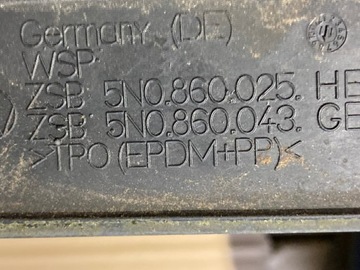 Germany (DE)
WSP
ZSB 5N0.860.025. HE
ZSB 5N0.860.043. GE
>TPO(EPDM+PP)<